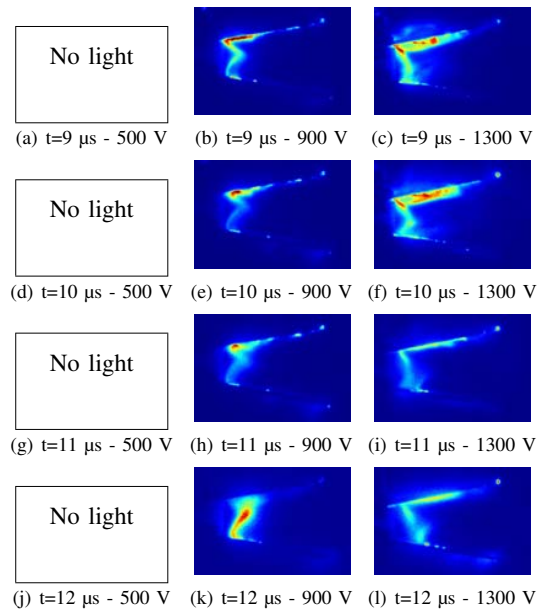 No light
(a) t=9 μs - 500 V (b) t=9 μs - 900 V (c) t=9 μs - 1300 V
No light
(d) t=10 μs - 500 V (e) t=10 μs - 900 V (f) t=10 μs - 1300 V
No light
(g) t=11 μs - 500 V (h) t=11 μs - 900 V (i) t=11 μs - 1300 V
No light
(j) t=12 μs - 500 V (k) t=12 μs - 900 V (l) t=12 μs - 1300 V